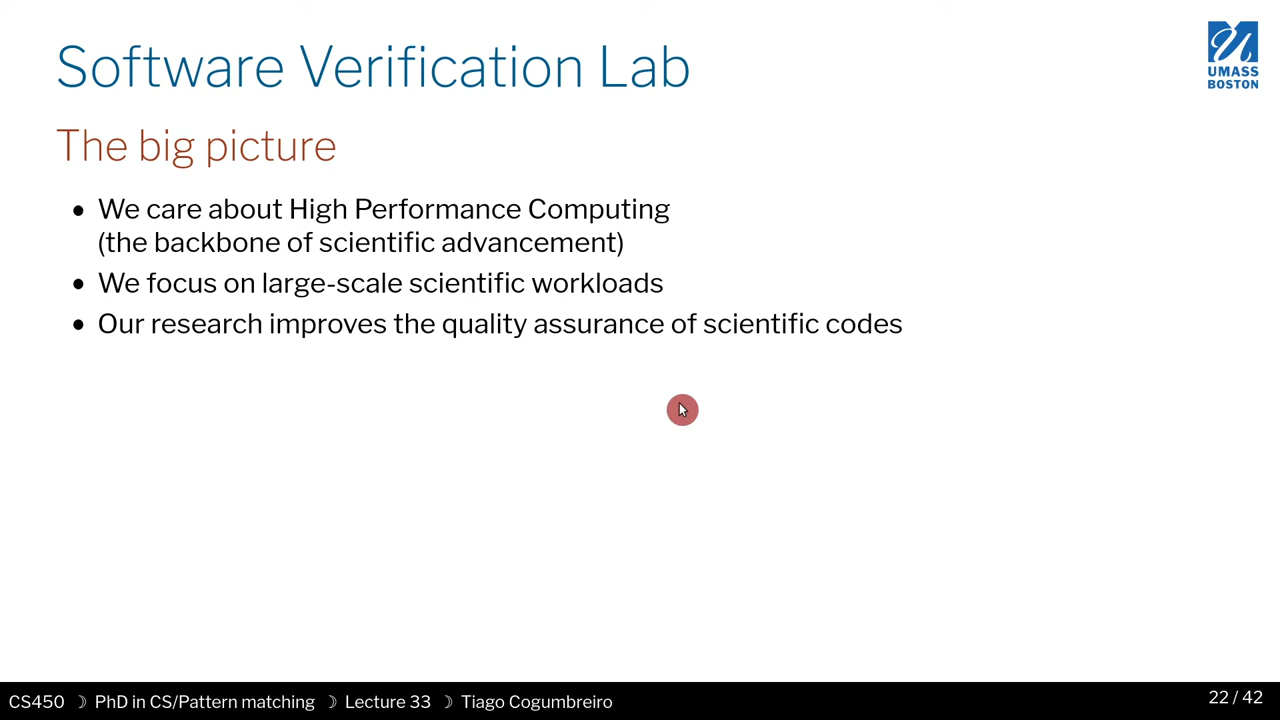 Software Verification Lab
UMASS
BOSTON
The big picture
• We care about High Performance Computing
(the backbone of scientific advancement)
• We focus on large-scale scientific workloads
• Our research improves the quality assurance of scientific codes
CS450 ☽ PhD in CS/Pattern matching ☽ Lecture 33 ☽ Tiago Cogumbreiro
22 / 42